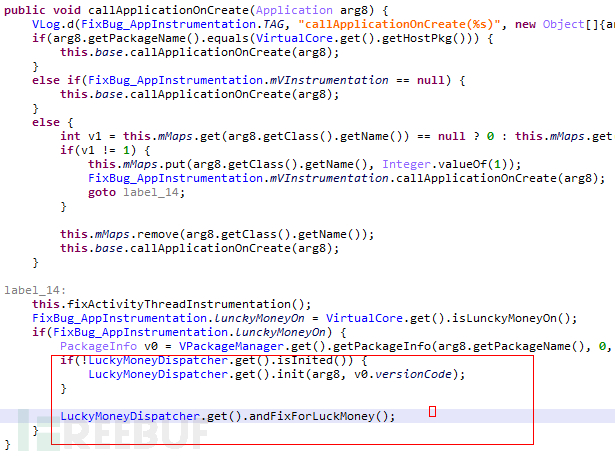 public void callApplicationOnCreate(Application arg8) {
VLog.d(FixBug_AppInstrumentation.TAG, "callApplicationOnCreate(%s)", new Object[]{ar
if(arg8.getPackageName().equals(VirtualCore.get().getHostPkg())) {
this.base.callApplicationOnCreate(arg8);
}
else if(FixBug_AppInstrumentation.mVInstrumentation == null) {
this.base.callApplicationOnCreate(arg8);
}
else {
int v1 = this.mMaps.get(arg8.getClass().getName()) == null ? 0 : this.mMaps.get
if(v1 != 1) {
this.mMaps.put(arg8.getClass().getName(), Integer.valueOf(1));
FixBug_AppInstrumentation.mVInstrumentation.callApplicationOnCreate(arg8);
goto label_14;
}
this.mMaps.remove(arg8.getClass().getName());
this.base.callApplicationOnCreate(arg8);
}
label_14:
this.fixActivityThreadInstrumentation();
FixBug_AppInstrumentation.lunckyMoneyOn = VirtualCore.get().isLunckyMoneyOn();
if(FixBug_AppInstrumentation.lunckyMoneyOn) {
PackageInfo v0 = VPackageManager.get().getPackageInfo(arg8.getPackageName(), 0,
if(!LuckyMoneyDispatcher.get().isInited()) {
LuckyMoneyDispatcher.get().init(arg8, v0.versionCode);
}
LuckyMoneyDispatcher.get().andFixForLuckMoney();
}
}
FREEBUF